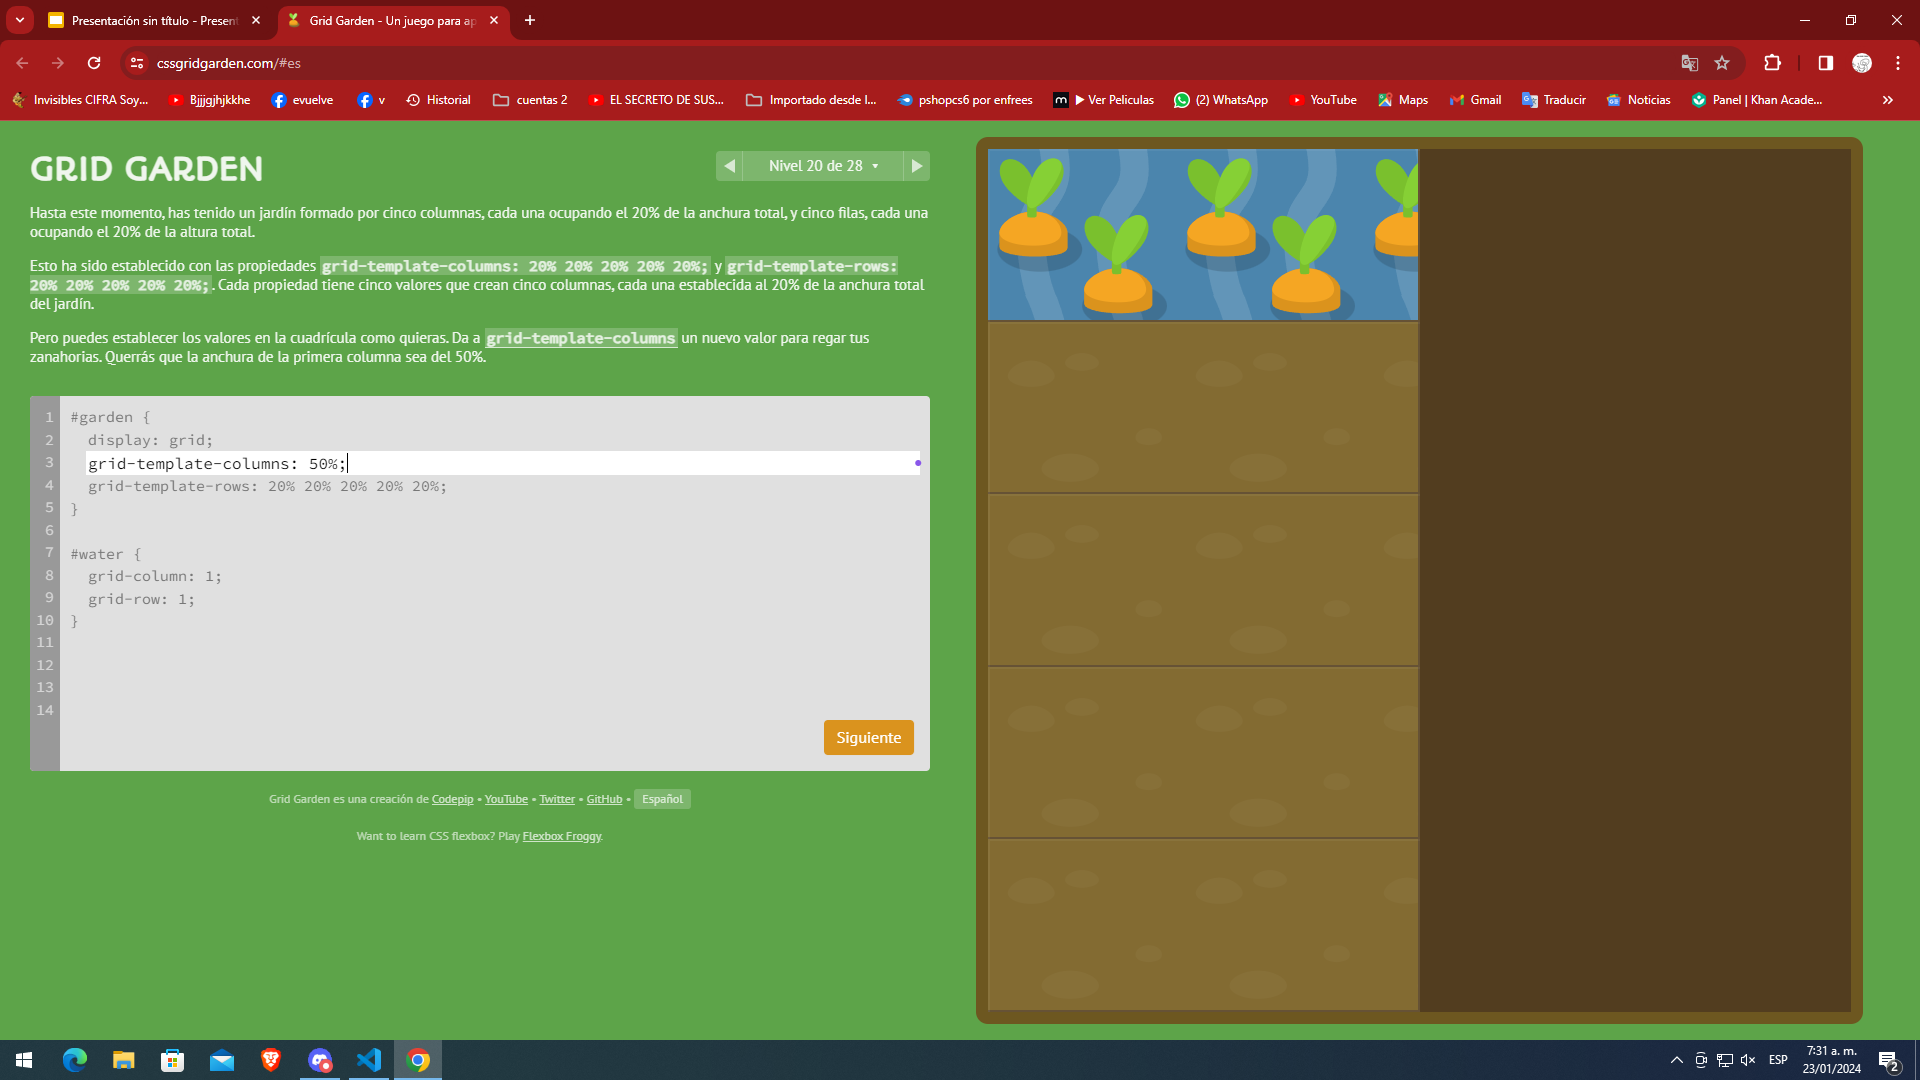 Presentación sin título - Present
Grid Garden - Un juego para ap
cssgridgarden.com/#es
Invisibles CIFRA Soy...
Bjjjgjhjkkhe
evuelve
v
Historial
cuentas 2
EL SECRETO DE SUS...
Importado desde l...
pshopcs6 por enfrees
m
▶ Ver Peliculas
(2) WhatsApp
YouTube
Maps
Gmail
Traducir
Noticias
Panel | Khan Acade...
»
GRID GARDEN
Nivel 20 de 28
Hasta este momento, has tenido un jardín formado por cinco columnas, cada una ocupando el 20% de la anchura total, y cinco filas, cada una
ocupando el 20% de la altura total.
Esto ha sido establecido con las propiedades grid-template-columns: 20% 20% 20% 20% 20%; y grid-template-rows:
20% 20% 20% 20% 20%;. Cada propiedad tiene cinco valores que crean cinco columnas, cada una establecida al 20% de la anchura total
del jardín.
Pero puedes establecer los valores en la cuadrícula como quieras. Da a grid-template-columns un nuevo valor para regar tus
zanahorias. Querrás que la anchura de la primera columna sea del 50%.
1 #garden {
2 display: grid;
3 grid-template-columns: 50%;
4 grid-template-rows: 20% 20% 20% 20% 20%;
5 }
6
7 #water {
8 grid-column: 1;
9 grid-row: 1;
10 }
11
12
13
14
Siguiente
Grid Garden es una creación de Codepip • YouTube • Twitter • GitHub • Español
Want to learn CSS flexbox? Play Flexbox Froggy.
ESP
7:31 a. m.
23/01/2024
2